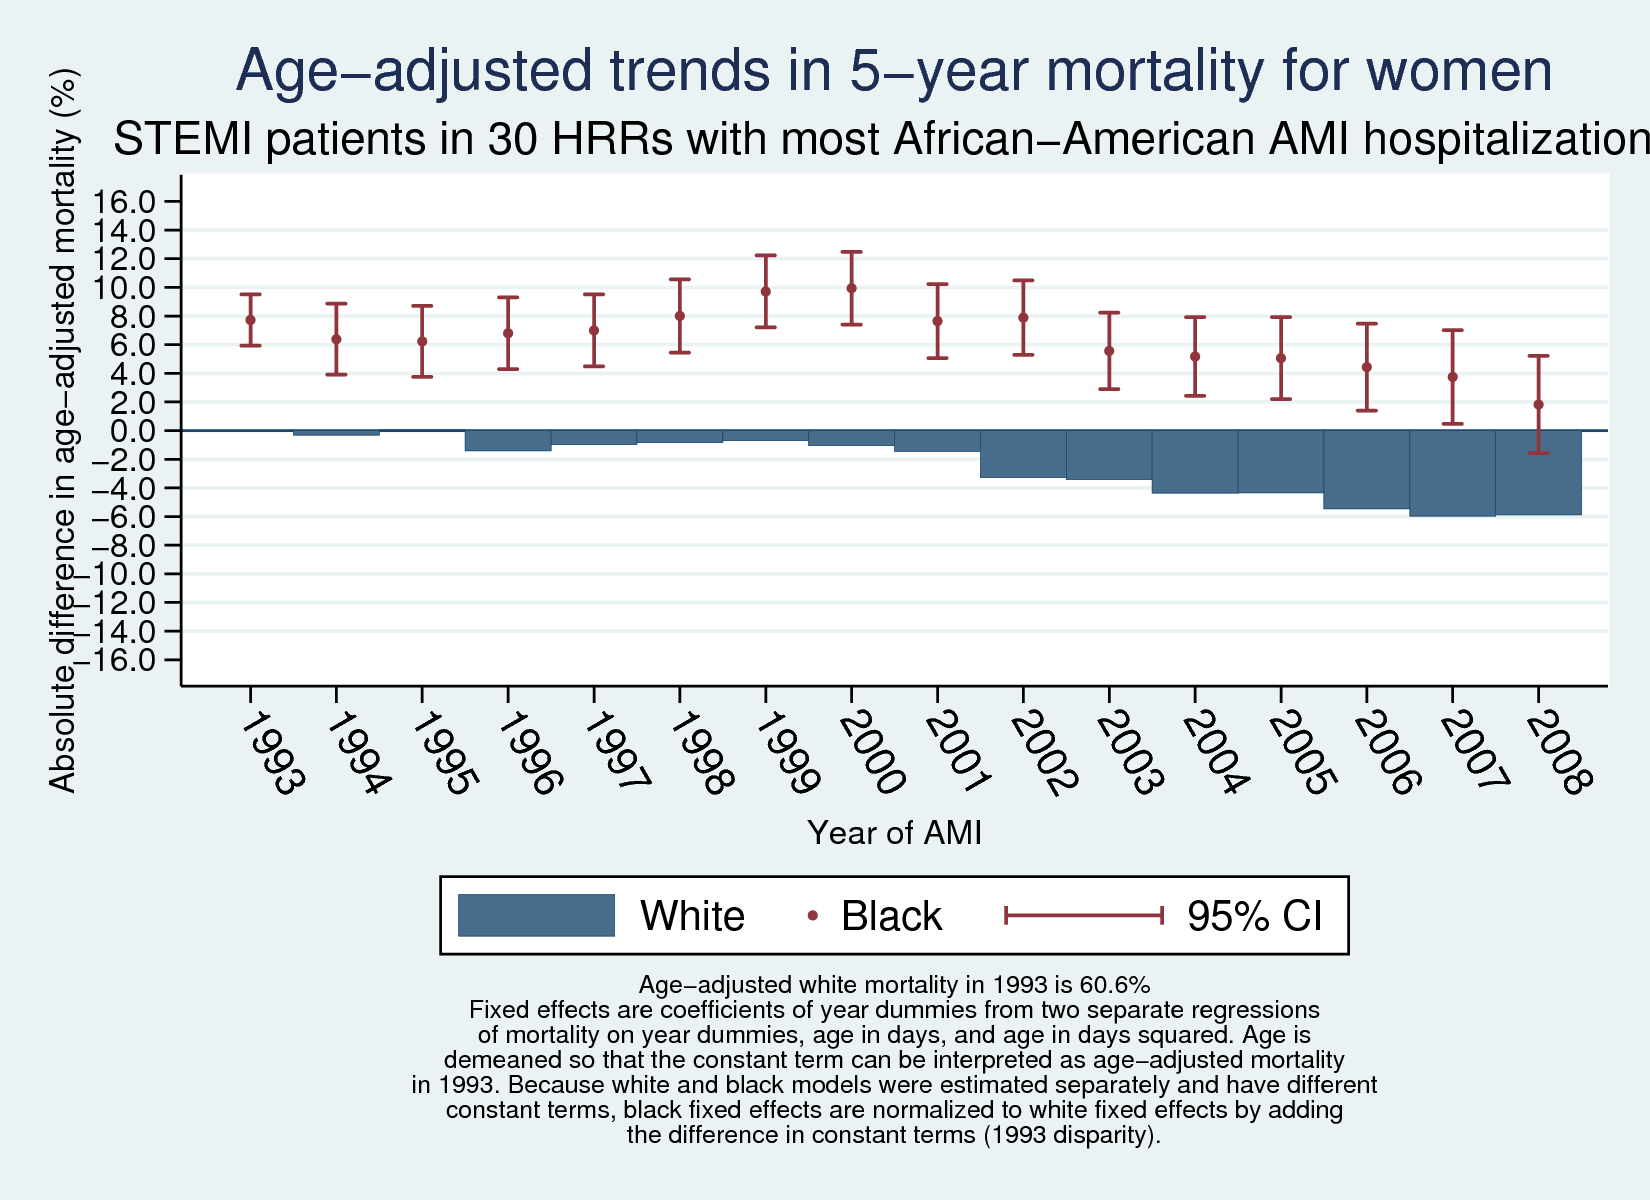 Age–adjusted trends in 5–year mortality for women
STEMI patients in 30 HRRs with most African–American AMI hospitalization
Absolute difference in age–adjusted mortality (%)
16.0
14.0
12.0
10.0
8.0
6.0
4.0
2.0
0.0
–2.0
–4.0
–6.0
–8.0
–10.0
–12.0
–14.0
–16.0
1993
1994
1995
1996
1997
1998
1999
2000
2001
2002
2003
2004
2005
2006
2007
2008
Year of AMI
White Black 95% CI
Age–adjusted white mortality in 1993 is 60.6%
Fixed effects are coefficients of year dummies from two separate regressions
of mortality on year dummies, age in days, and age in days squared. Age is
demeaned so that the constant term can be interpreted as age–adjusted mortality
in 1993. Because white and black models were estimated separately and have different
constant terms, black fixed effects are normalized to white fixed effects by adding
the difference in constant terms (1993 disparity).